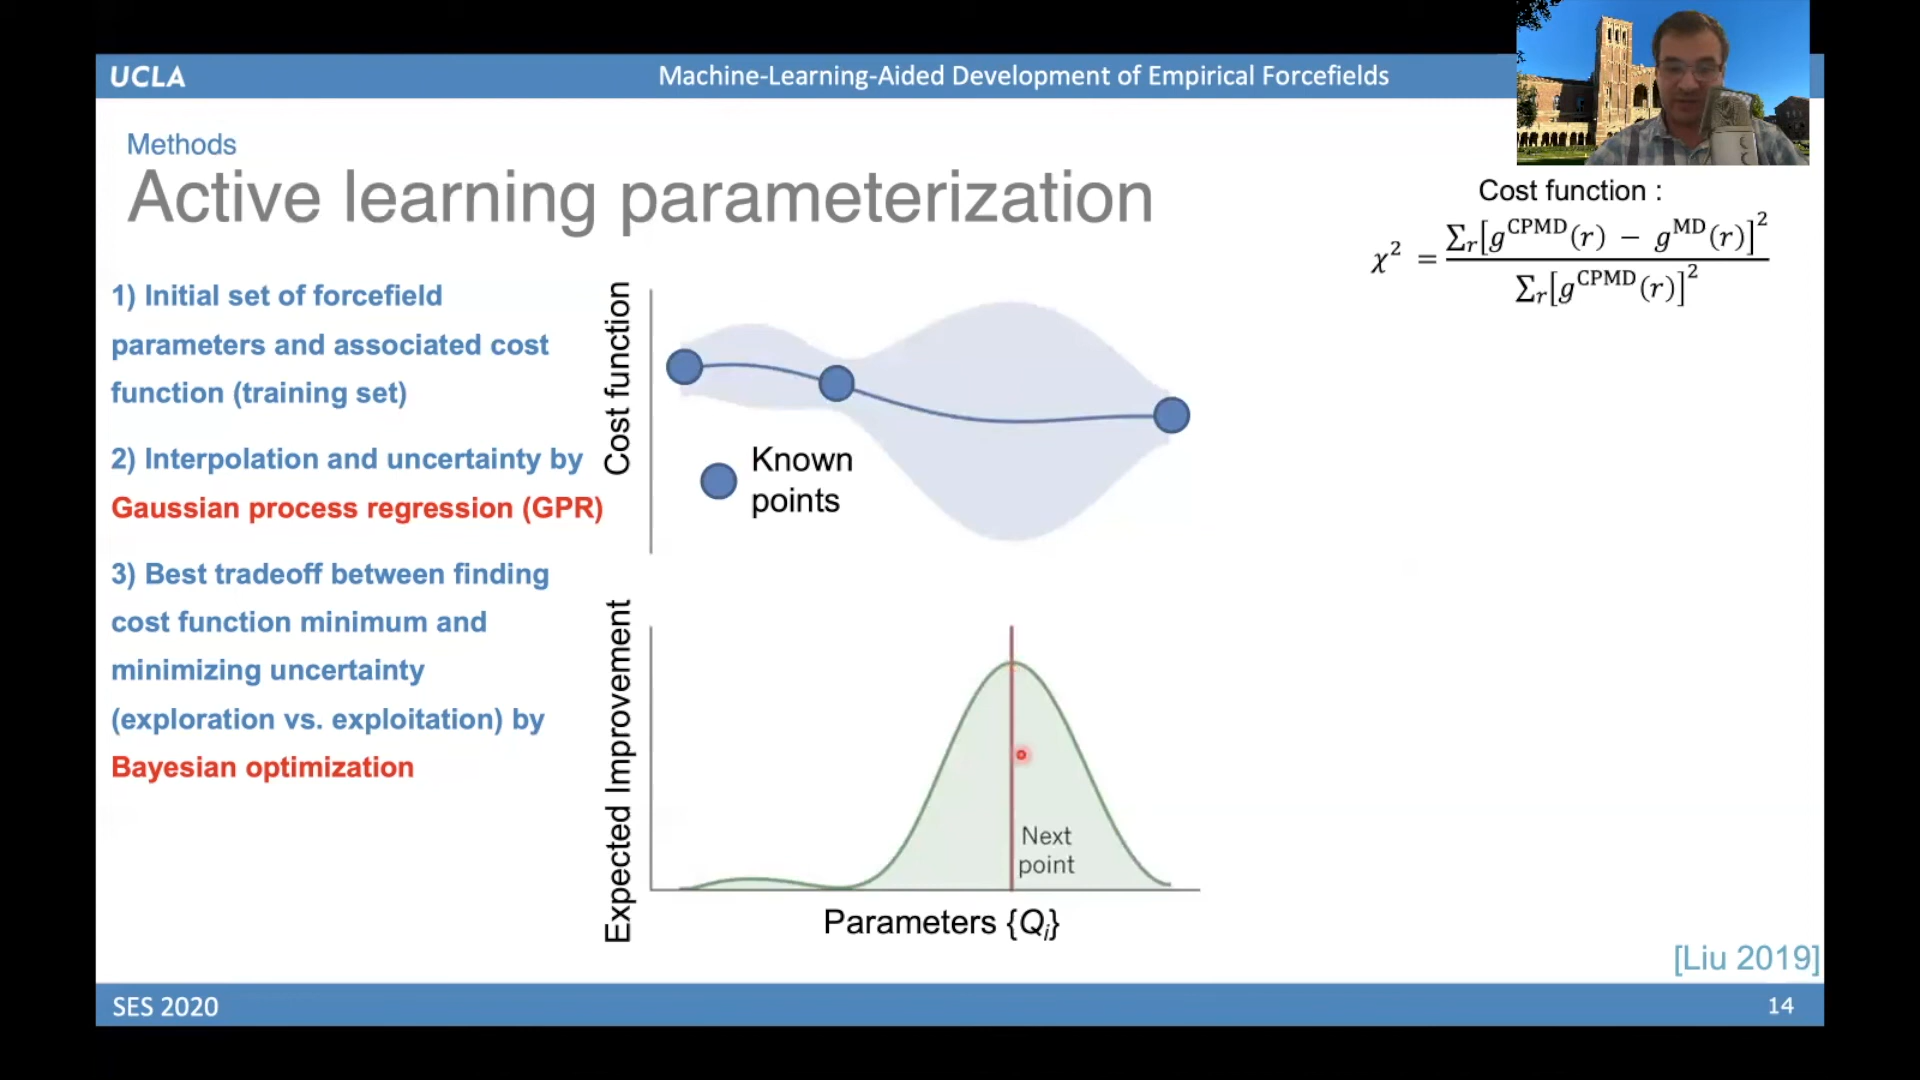 UCLA
Machine-Learning-Aided Development of Empirical Forcefields
Methods
Active learning parameterization
Cost function :
χ² = Σr[gCPMD(r) − gMD(r)]² / Σr[gCPMD(r)]²
1) Initial set of forcefield
parameters and associated cost
function (training set)
2) Interpolation and uncertainty by
Gaussian process regression (GPR)
3) Best tradeoff between finding
cost function minimum and
minimizing uncertainty
(exploration vs. exploitation) by
Bayesian optimization
Cost function
Known
points
Expected Improvement
Next
point
Parameters {Qi}
[Liu 2019]
SES 2020
14